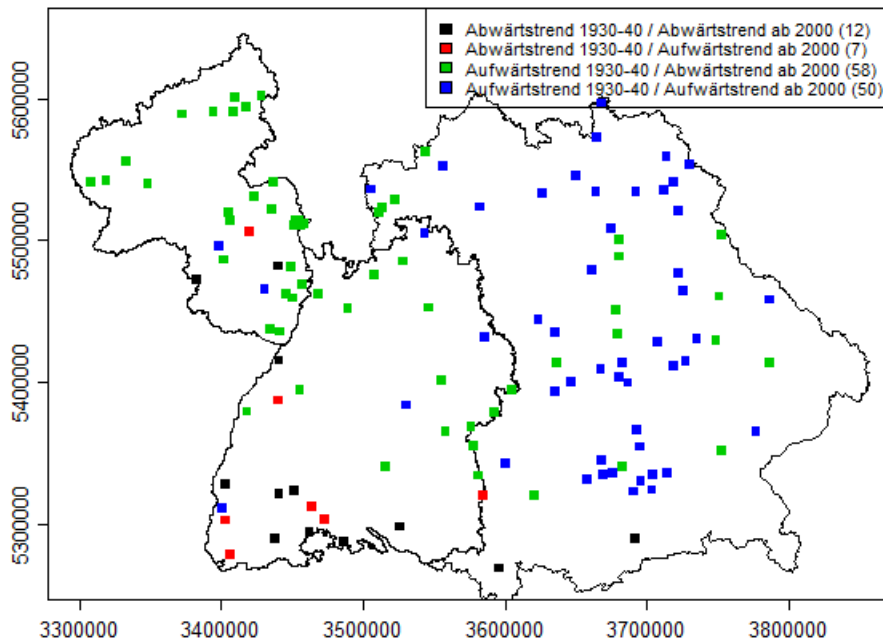 Abwärtstrend 1930-40 / Abwärtstrend ab 2000 (12)
Abwärtstrend 1930-40 / Aufwärtstrend ab 2000 (7)
Aufwärtstrend 1930-40 / Abwärtstrend ab 2000 (58)
Aufwärtstrend 1930-40 / Aufwärtstrend ab 2000 (50)
5600000
5500000
5400000
5300000
3300000 3400000 3500000 3600000 3700000 3800000